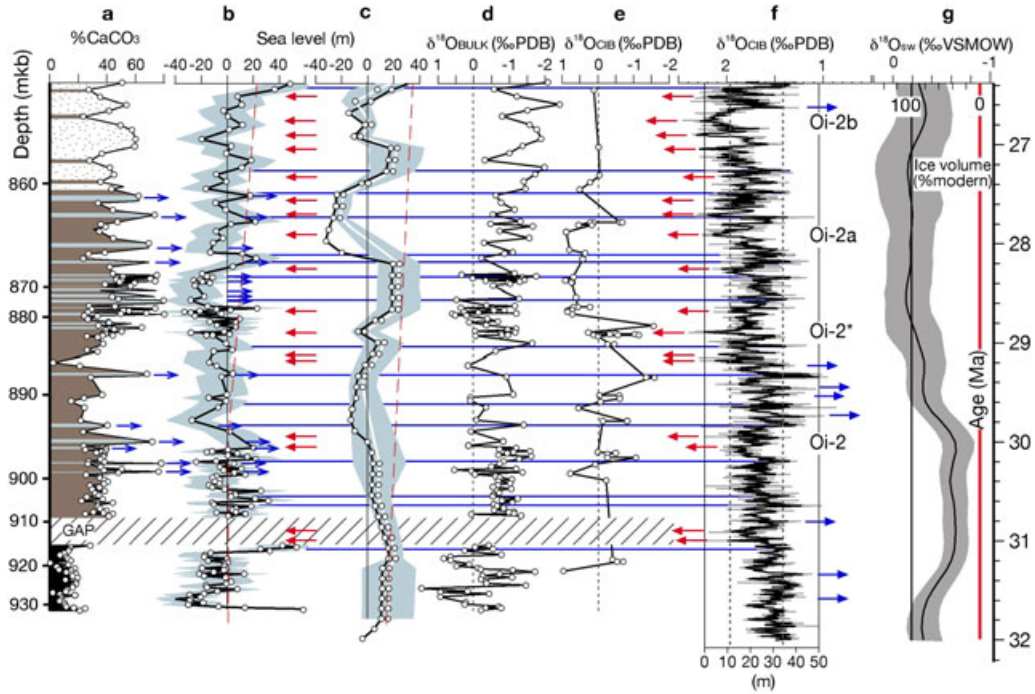 a b c d e f g
%CaCO3 Sea level (m) δ18OBULK (‰PDB) δ18OCIB (‰PDB) δ18OCIB (‰PDB) δ18Osw (‰VSMOW)
0 40 80 -40 -20 0 20 40 -40 -20 0 20 40 1 0 -1 -2 1 0 -1 -2 2 1 0 -1
100 0
Depth (mkb)
Oi-2b
860
27
Ice volume
(%modern)
Oi-2a
28
870
880
Oi-2*
29
890
Age (Ma)
Oi-2
30
900
910
GAP
31
920
930
32
0 10 20 30 40 50
(m)